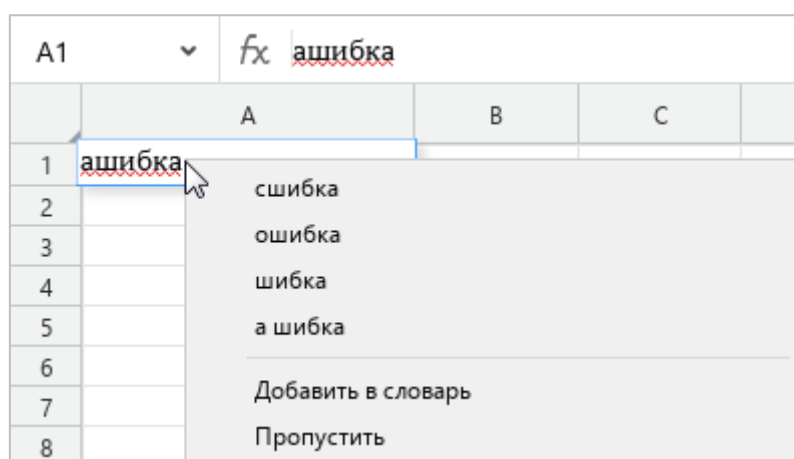 A1 fx ашибка
A B C
1 ашибка
2 сшибка
3 ошибка
4 шибка
5 а шибка
6
7 Добавить в словарь
8 Пропустить